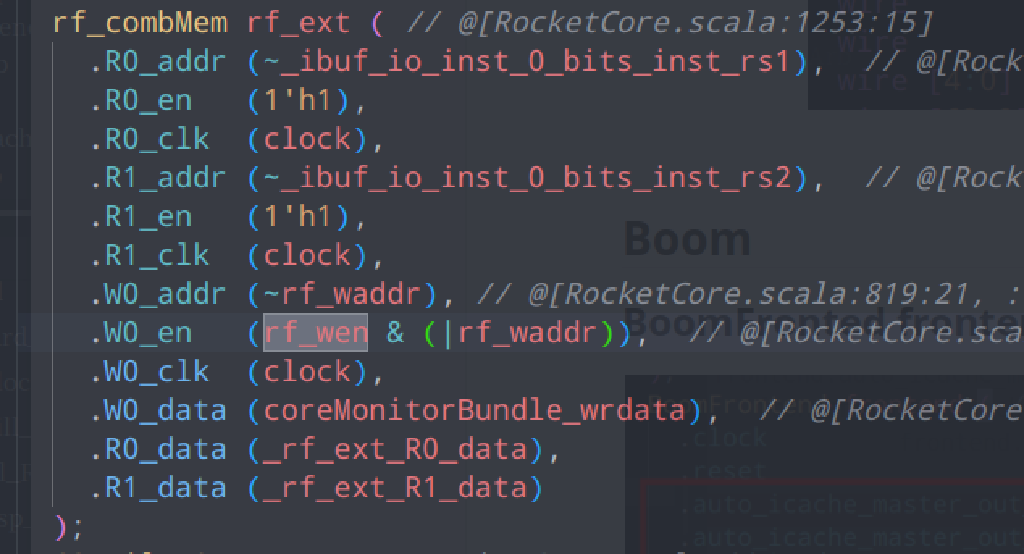 rf_combMem rf_ext ( // @[RocketCore.scala:1253:15]
.R0_addr (~_ibuf_io_inst_0_bits_inst_rs1), // @[Rock
.R0_en (1'h1),
.R0_clk (clock),
.R1_addr (~_ibuf_io_inst_0_bits_inst_rs2), // @[Rock
.R1_en (1'h1),
.R1_clk (clock),
Boom
.W0_addr (~rf_waddr), // @[RocketCore.scala:819:21, :
.W0_en (rf_wen & (|rf_waddr)), // @[RocketCore.sca
BoomFronted fronten
.W0_clk (clock),
.W0_data (coreMonitorBundle_wrdata), // @[RocketCore
.clock
.R0_data (_rf_ext_R0_data),
.reset
.R1_data (_rf_ext_R1_data)
.auto_icache_master_out
);
.auto_icache_master_out